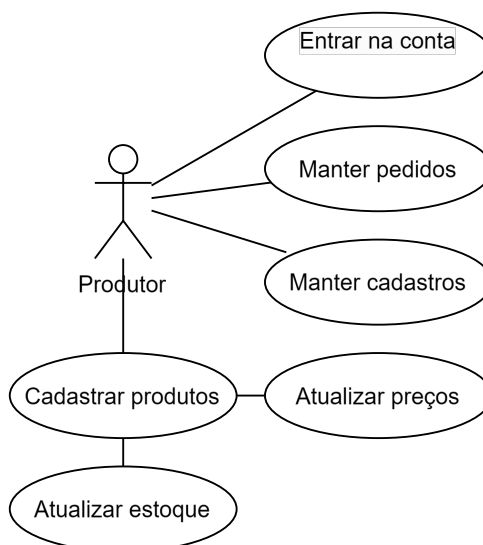 Entrar na conta
Manter pedidos
Produtor
Manter cadastros
Cadastrar produtos
Atualizar preços
Atualizar estoque